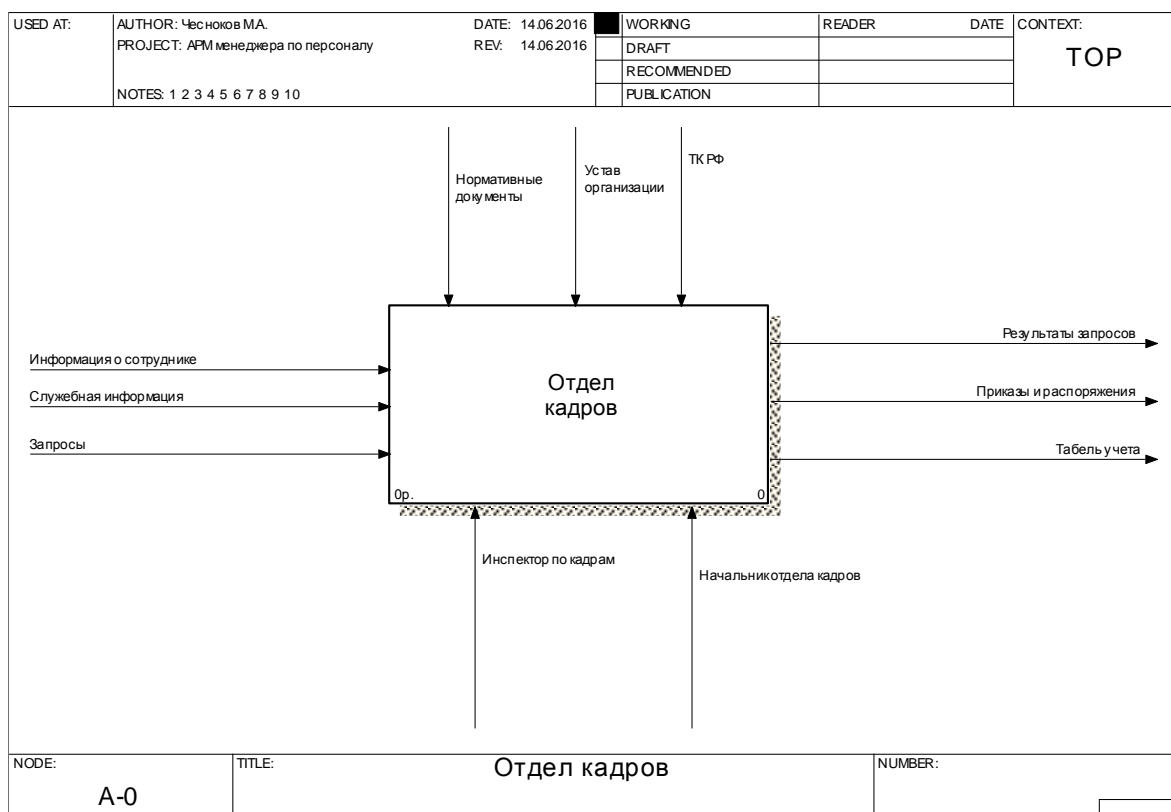 USED AT:
AUTHOR: Чесноков М.А.
DATE: 14.06.2016
WORKING
READER
DATE
CONTEXT:
PROJECT: АРМ менеджера по персоналу
REV: 14.06.2016
DRAFT
TOP
RECOMMENDED
NOTES: 1 2 3 4 5 6 7 8 9 10
PUBLICATION
Нормативные
документы
Устав
организации
ТК РФ
Информация о сотруднике
Служебная информация
Запросы
Отдел
кадров
0р.
0
Результаты запросов
Приказы и распоряжения
Табель учета
Инспектор по кадрам
Начальник отдела кадров
NODE:
A-0
TITLE:
Отдел кадров
NUMBER: